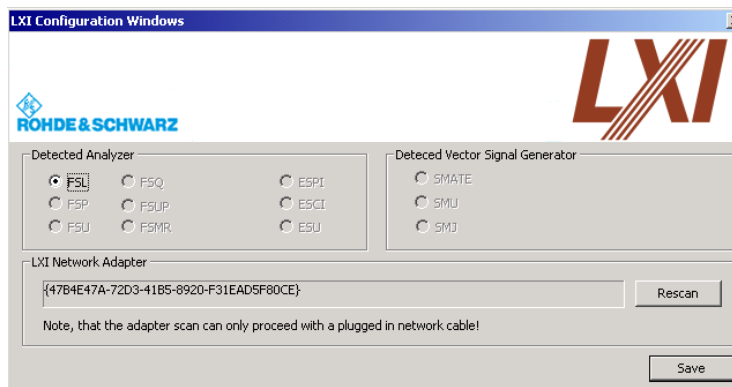 LXI Configuration Windows
LXI
ROHDE & SCHWARZ
Detected Analyzer
FSL FSQ ESPI
FSP FSUP ESCI
FSU FSMR ESU
Deteced Vector Signal Generator
SMATE
SMU
SMJ
LXI Network Adapter
{47B4E47A-72D3-41B5-8920-F31EAD5F80CE}
Rescan
Note, that the adapter scan can only proceed with a plugged in network cable!
Save